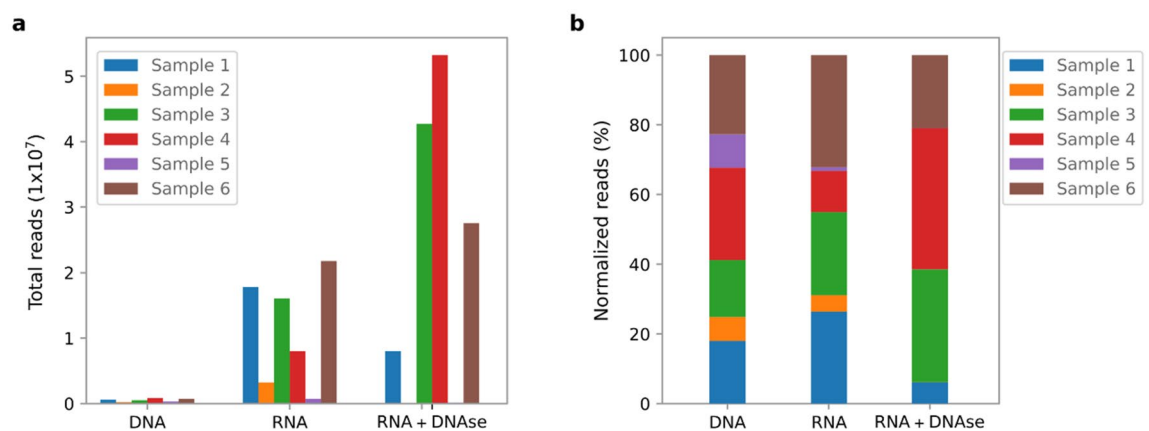 a
Total reads (1x10⁷)
5
4
3
2
1
0
Sample 1
Sample 2
Sample 3
Sample 4
Sample 5
Sample 6
DNA
RNA
RNA + DNAse
b
Normalized reads (%)
100
80
60
40
20
0
DNA
RNA
RNA + DNAse
Sample 1
Sample 2
Sample 3
Sample 4
Sample 5
Sample 6